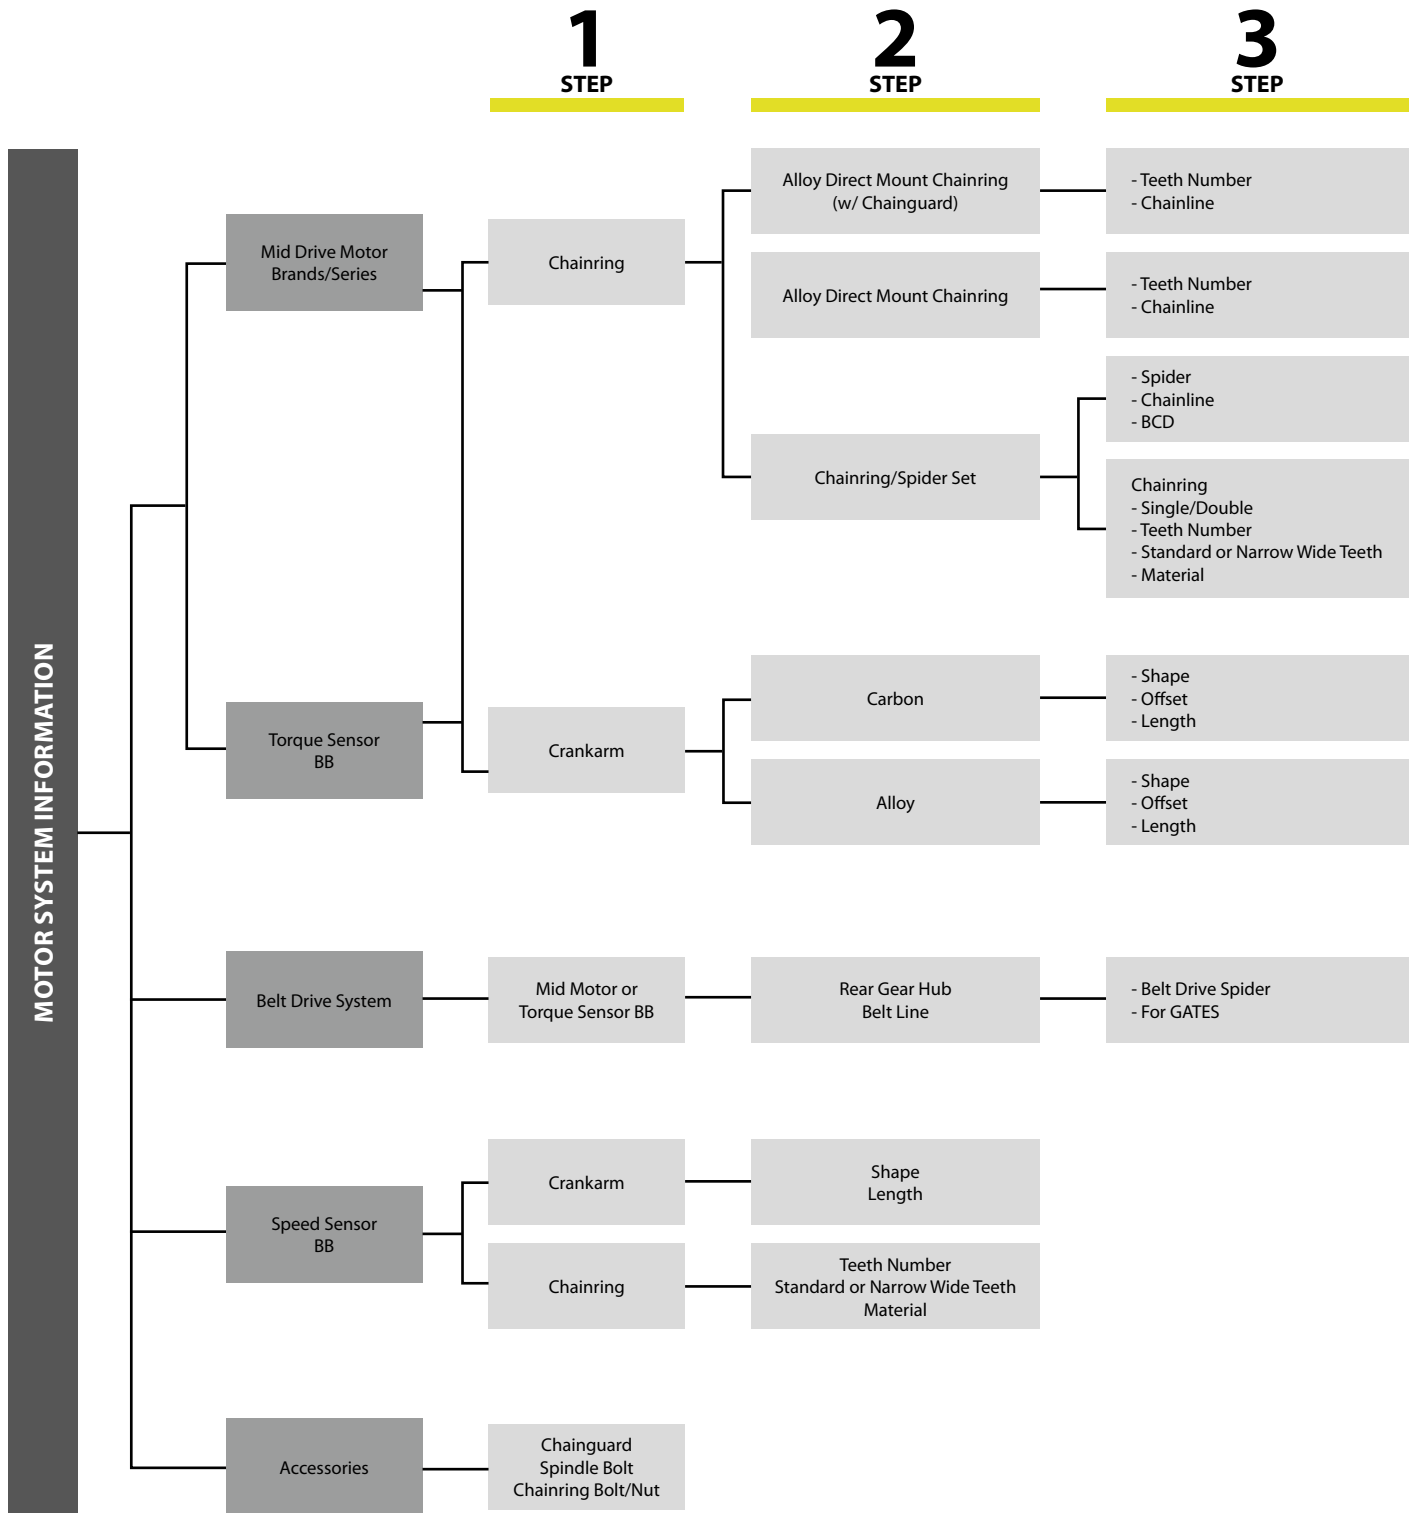 1
STEP
2
STEP
3
STEP
MOTOR SYSTEM INFORMATION
Mid Drive Motor
Brands/Series
Chainring
Alloy Direct Mount Chainring
(w/ Chainguard)
- Teeth Number
- Chainline
Alloy Direct Mount Chainring
- Teeth Number
- Chainline
Chainring/Spider Set
- Spider
- Chainline
- BCD
Chainring
- Single/Double
- Teeth Number
- Standard or Narrow Wide Teeth
- Material
Torque Sensor
BB
Crankarm
Carbon
- Shape
- Offset
- Length
Alloy
- Shape
- Offset
- Length
Belt Drive System
Mid Motor or
Torque Sensor BB
Rear Gear Hub
Belt Line
- Belt Drive Spider
- For GATES
Speed Sensor
BB
Crankarm
Shape
Length
Chainring
Teeth Number
Standard or Narrow Wide Teeth
Material
Accessories
Chainguard
Spindle Bolt
Chainring Bolt/Nut